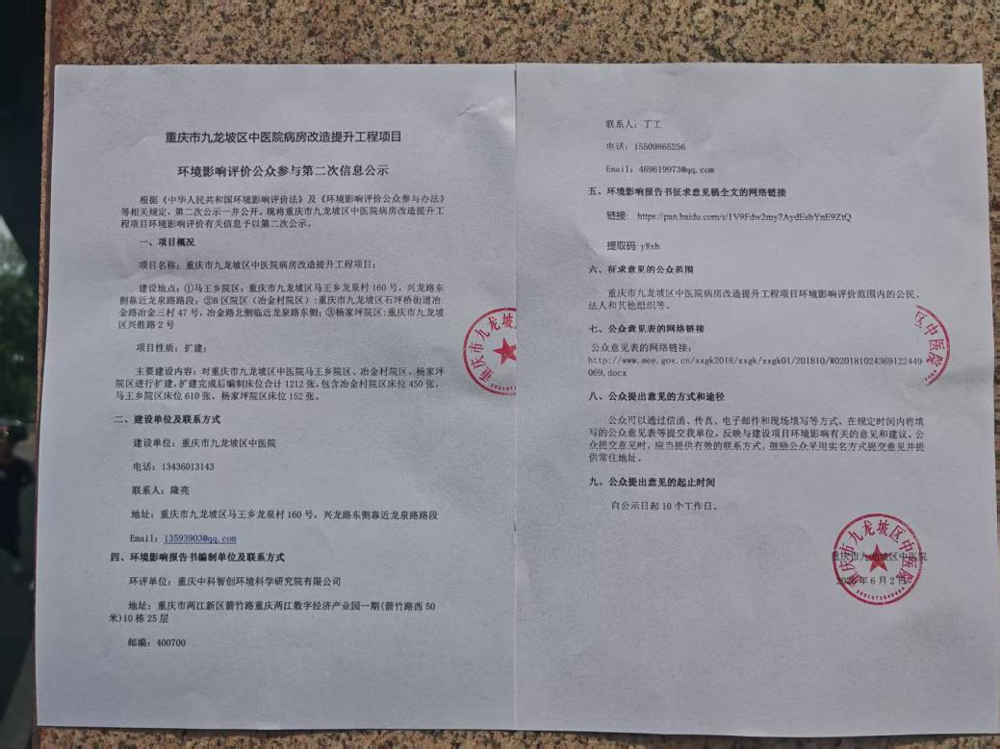 重庆市九龙坡区中医院病房改造提升工程项目
环境影响评价公众参与第二次信息公示
根据《中华人民共和国环境影响评价法》及《环境影响评价公众参与办法》
等相关规定，第二次公示一并公开。现将重庆市九龙坡区中医院病房改造提升工
程项目环境影响评价有关信息予以第二次公示。
一、项目概况
项目名称：重庆市九龙坡区中医院病房改造提升工程项目；
建设地点：①马王乡院区：重庆市九龙坡区马王乡龙泉村 160 号，兴龙路东
侧靠近龙泉路路段；②B 区院区（冶金村院区）:重庆市九龙坡区石坪桥街道冶
金路冶金三村 47 号，冶金路北侧临近龙泉路东侧；③杨家坪院区:重庆市九龙坡
区兴胜路 2 号
项目性质：扩建；
主要建设内容：对重庆市九龙坡区中医院马王乡院区、冶金村院区、杨家坪
院区进行扩建,扩建完成后编制床位合计 1212 张,包含冶金村院区床位 450 张,
马王乡院区床位 610 张，杨家坪院区床位 152 张。
二、建设单位及联系方式
建设单位：重庆市九龙坡区中医院
电话：13436013143
联系人：隆亮
地址：重庆市九龙坡区马王乡龙泉村 160 号，兴龙路东侧靠近龙泉路路段
Email：13593903@qq.com
四、环境影响报告书编制单位及联系方式
环评单位：重庆中科智创环境科学研究院有限公司
地址：重庆市两江新区箭竹路重庆两江数字经济产业园一期(箭竹路西 50
米)10 栋 25 层
邮编：400700
重庆市九龙坡
联系人：丁工
电话：15509865256
Email：469619973@qq.com
五、环境影响报告书征求意见稿全文的网络链接
链接: https://pan.baidu.com/s/1V9Fdw2my7AydEsbYnE9ZtQ
提取码: y8xh
六、征求意见的公众范围
重庆市九龙坡区中医院病房改造提升工程项目环境影响评价范围内的公民、
法人和其他组织等。
七、公众意见表的网络链接
公众意见表的网络链接：
http://www.mee.gov.cn/xxgk2018/xxgk/xxgk01/201810/W020181024369122449
069.docx
区中医院
八、公众提出意见的方式和途径
公众可以通过信函、传真、电子邮件和现场填写等方式，在规定时间内将填
写的公众意见表等提交我单位，反映与建设项目环境影响有关的意见和建议。公
众提交意见时，应当提供有效的联系方式。鼓励公众采用实名方式提交意见并提
供常住地址。
九、公众提出意见的起止时间
自公示日起 10 个工作日。
重庆市九龙坡区中医院
重庆市九龙坡区中医院
年 6 月 2